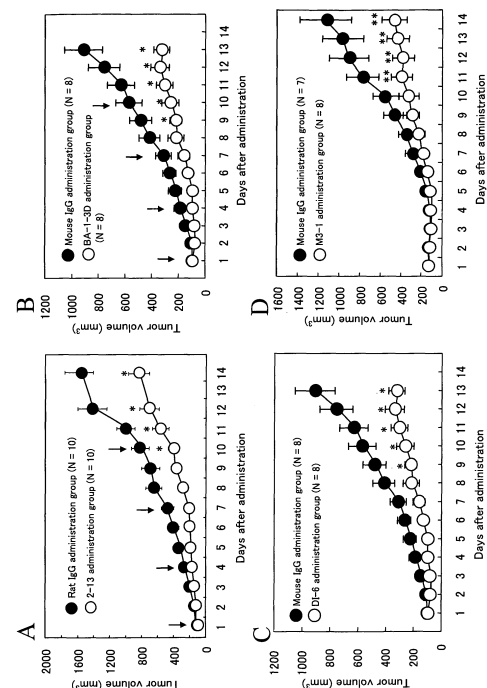 A
Tumor volume (mm3)
2000
1600
1200
800
400
0
● Rat IgG administration group (N = 10)
○ 2-13 administration group (N = 10)
* * * *
1 2 3 4 5 6 7 8 9 10 11 12 13 14
Days after administration
B
Tumor volume (mm3)
1200
1000
800
600
400
200
0
● Mouse IgG administration group (N = 8)
○ BA-1-3D administration group
(N = 8)
* * * * *
1 2 3 4 5 6 7 8 9 10 11 12 13 14
Days after administration
C
Tumor volume (mm3)
1200
1000
800
600
400
200
0
● Mouse IgG administration group (N = 8)
○ DI-6 administration group (N = 8)
* * * * *
1 2 3 4 5 6 7 8 9 10 11 12 13 14
Days after administration
D
Tumor volume (mm3)
1600
1400
1200
1000
800
600
400
200
0
● Mouse IgG administration group (N = 7)
○ M3-1 administration group (N = 8)
** ** ** **
1 2 3 4 5 6 7 8 9 10 11 12 13 14
Days after administration